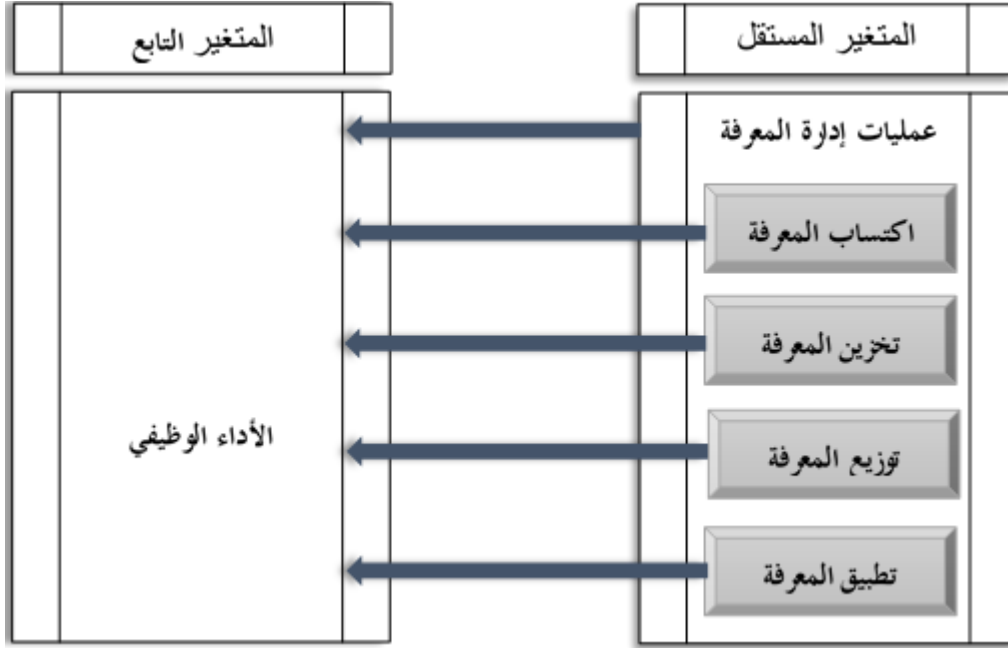 المتغير المستقل
المتغير التابع
عمليات إدارة المعرفة
اكتساب المعرفة
تخزين المعرفة
توزيع المعرفة
تطبيق المعرفة
الأداء الوظيفي